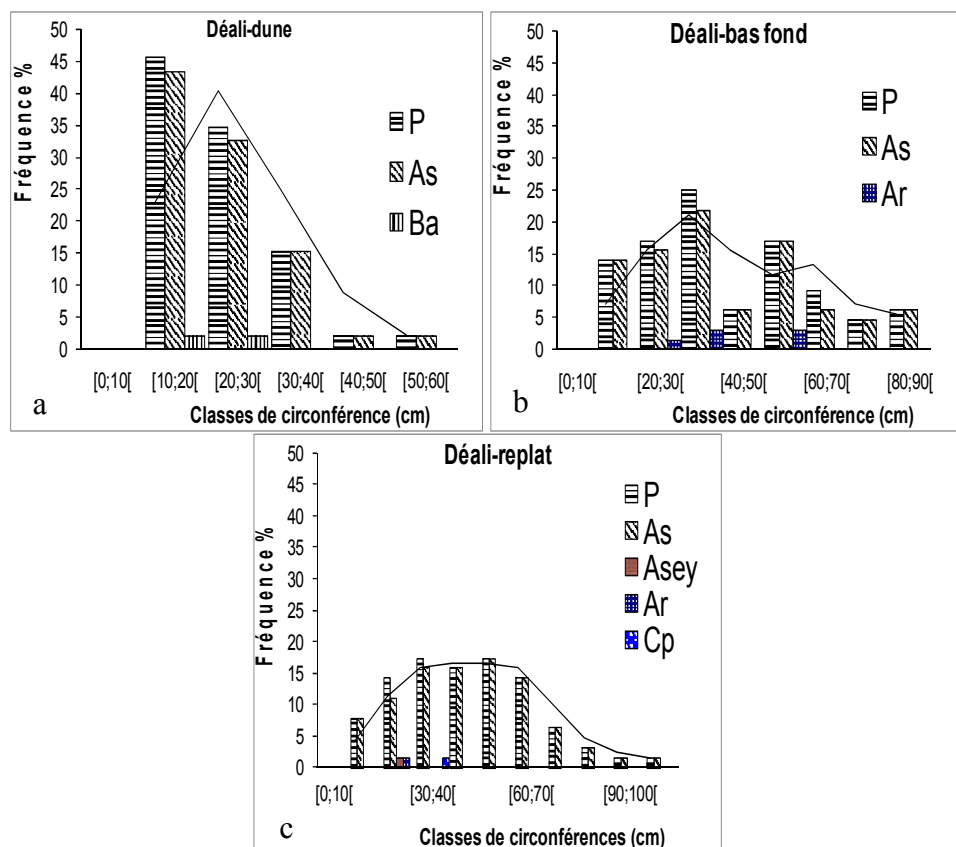 Déali-dune
Fréquence %
50
45
40
35
30
25
20
15
10
5
0
P
As
Ba
[0;10[ [10;20[ [20;30[ [30;40[ [40;50[ [50;60[
Classes de circonférence (cm)
a
Déali-bas fond
Fréquence %
50
45
40
35
30
25
20
15
10
5
0
P
As
Ar
[0;10[ [20;30[ [40;50[ [60;70[ [80;90[
Classes de circonférence (cm)
b
Déali-replat
Fréquence %
50
45
40
35
30
25
20
15
10
5
0
P
As
Asey
Ar
Cp
[0;10[ [30;40[ [60;70[ [90;100[
Classes de circonférences (cm)
c